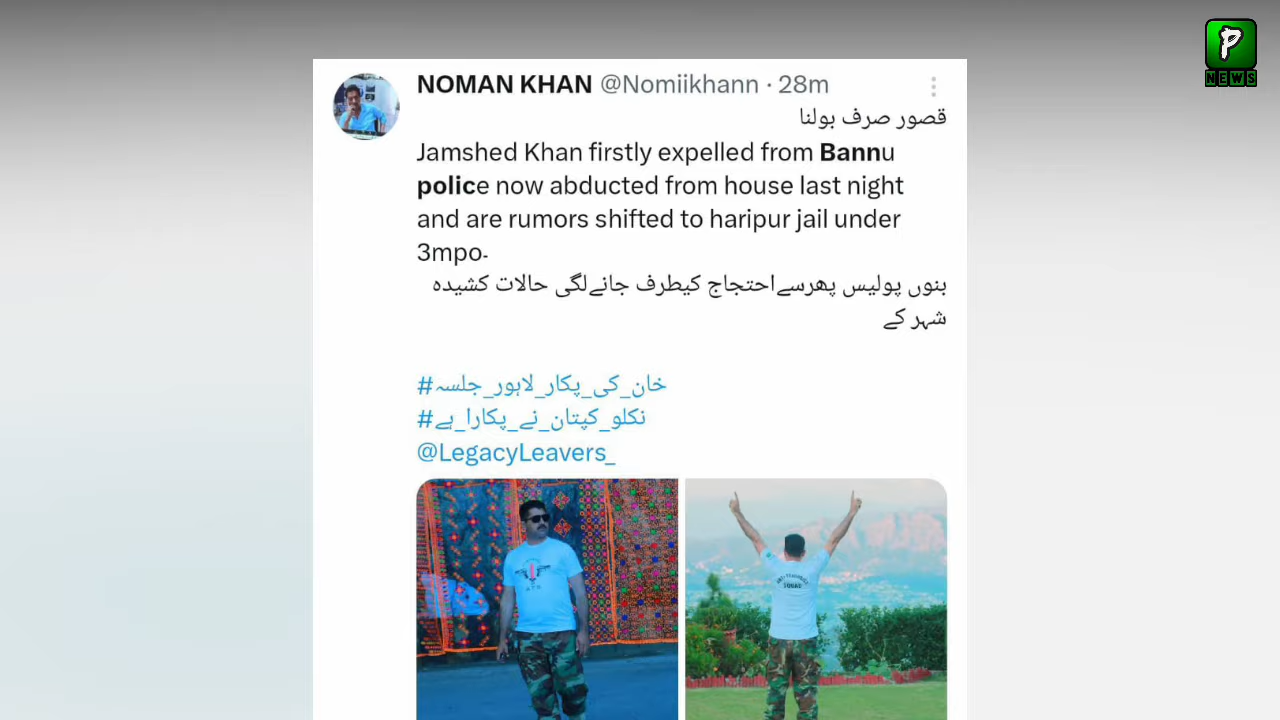 P
NEWS
NOMAN KHAN @Nomiikhann · 28m
قصور صرف بولنا
Jamshed Khan firstly expelled from Bannu
police now abducted from house last night
and are rumors shifted to haripur jail under
3mpo.
بنوں پولیس پھرسےاحتجاج کیطرف جانےلگی حالات کشیدہ
شہر کے
#خان_کی_پکار_لاہور_جلسہ
#نکلو_کپتان_نے_پکارا_ہے
@LegacyLeavers_
SQUAD